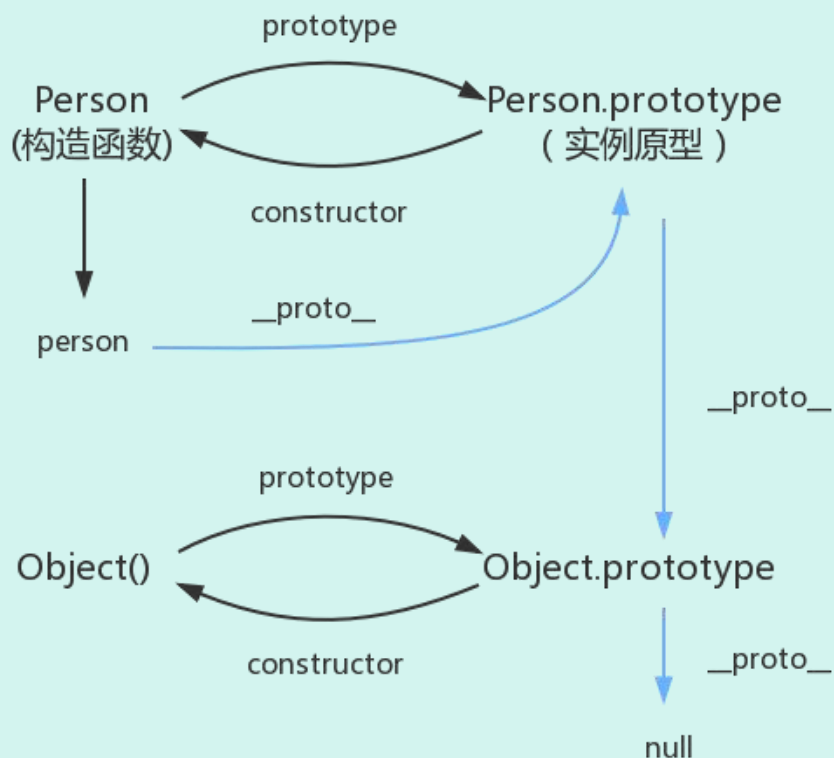 prototype
Person
(构造函数)
Person.prototype
（实例原型）
constructor
__proto__
person
__proto__
prototype
Object()
Object.prototype
constructor
__proto__
null